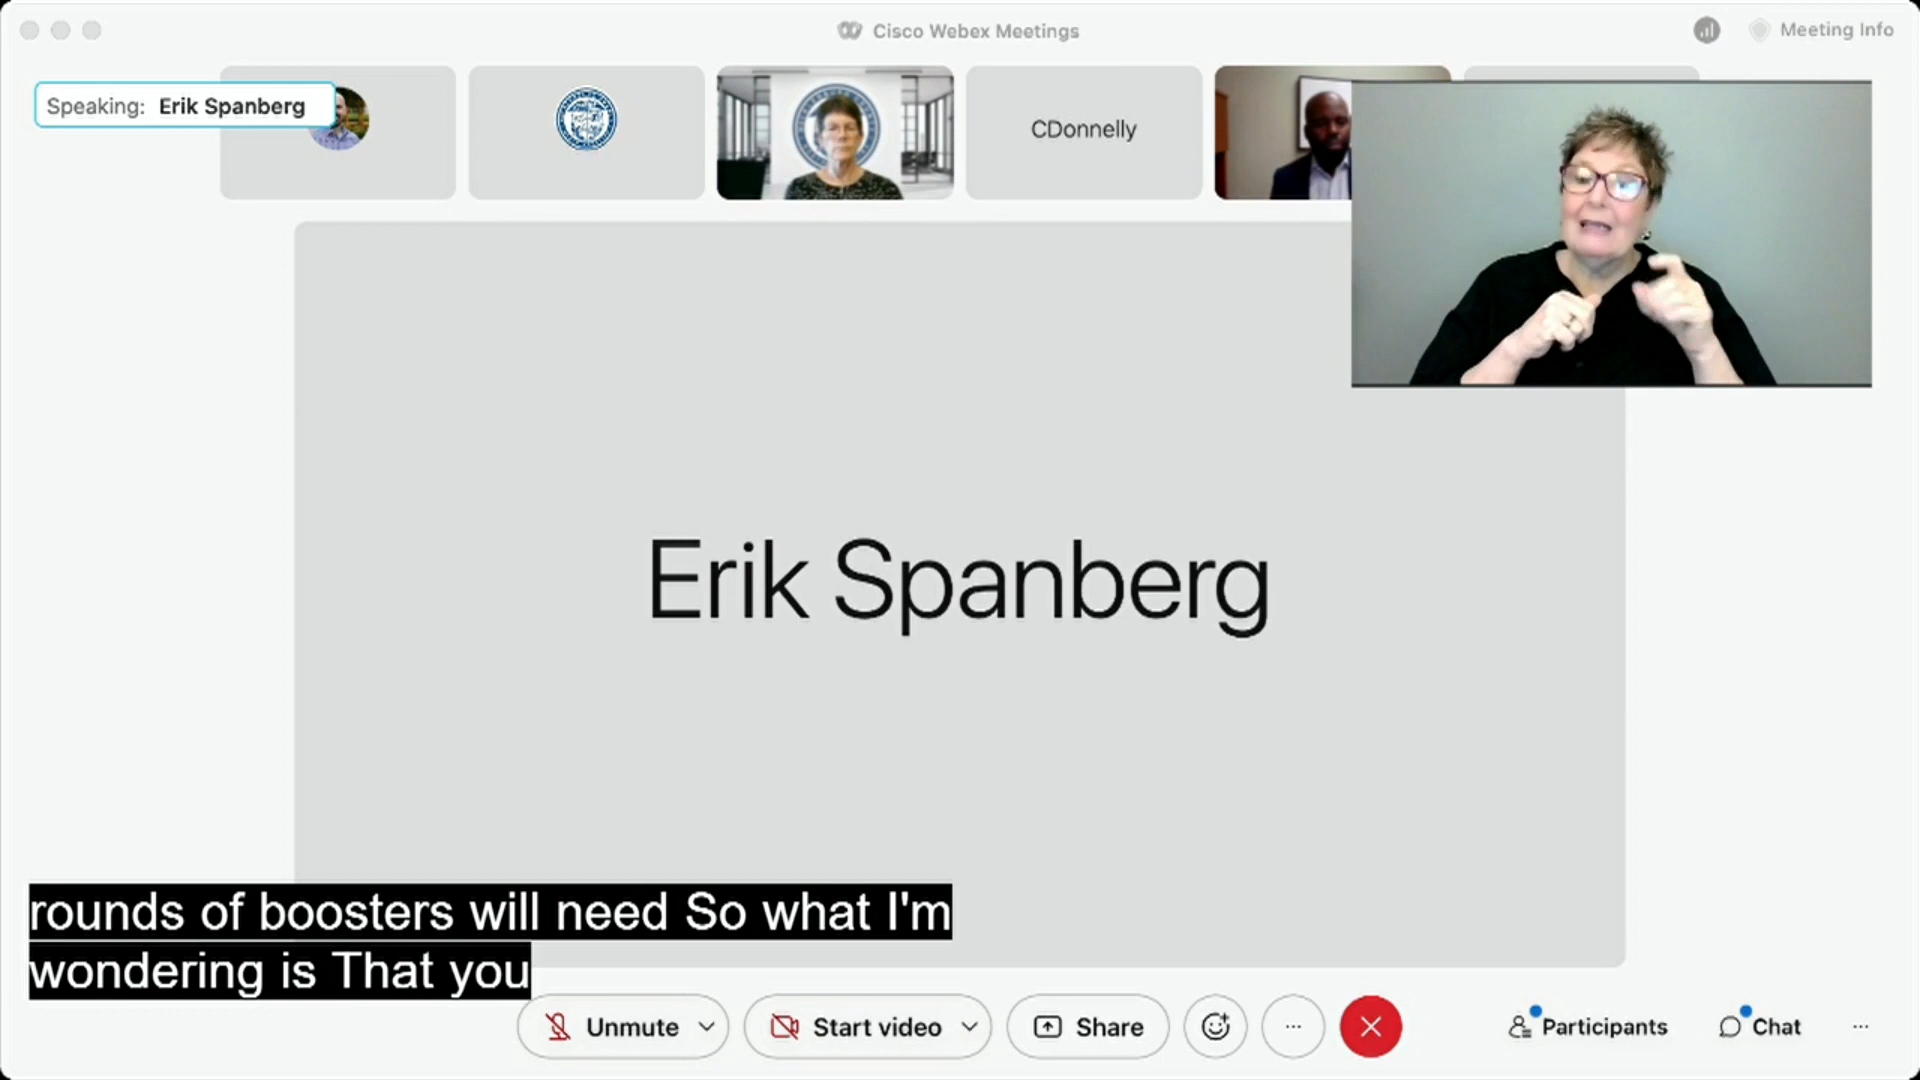 Cisco Webex Meetings
Meeting Info
Speaking: Erik Spanberg
CDonnelly
Erik Spanberg
rounds of boosters will need So what I'm
wondering is That you
Unmute
Start video
Share
Participants
Chat